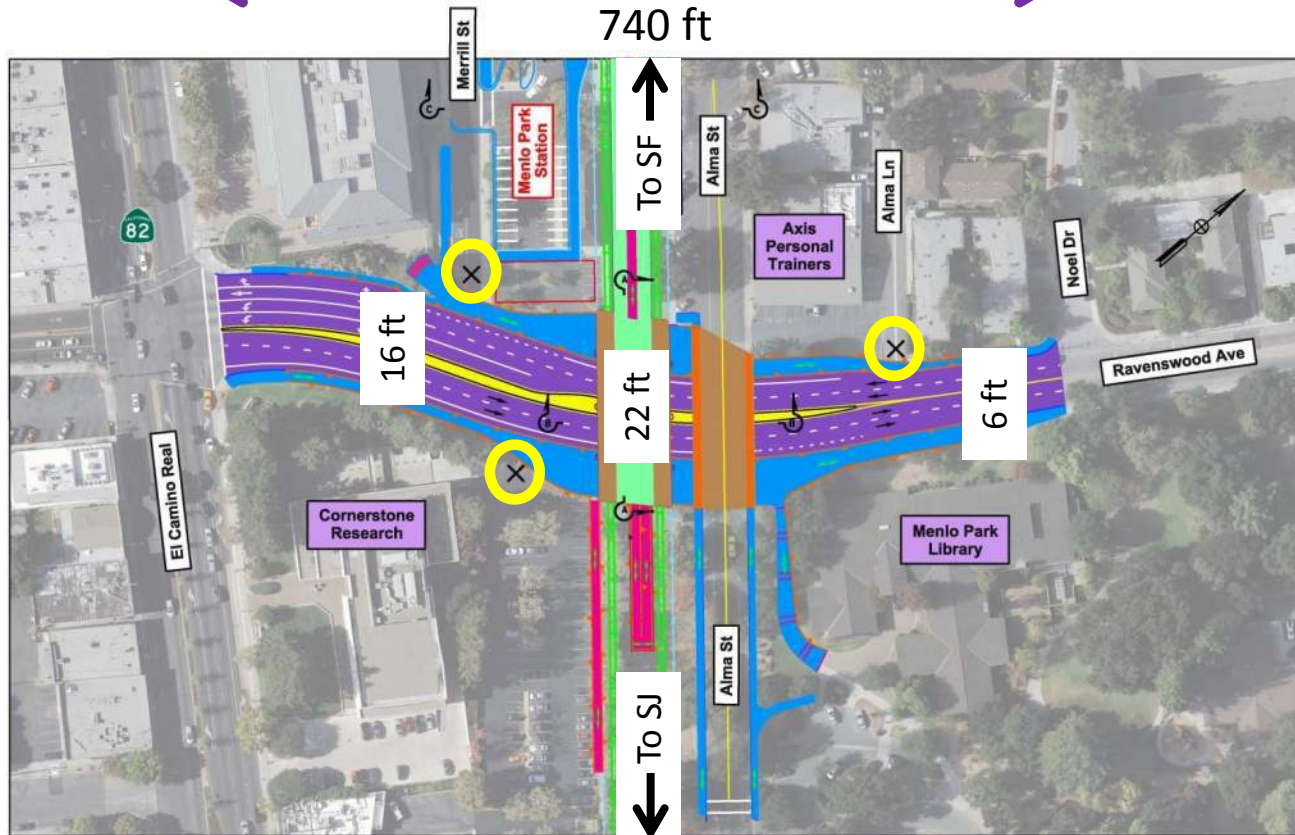 740 ft
Merrill St
C
C
Menlo Park
Station
To SF
Alma St
Alma Ln
Axis
Personal
Trainers
Noel Dr
CALIFORNIA
82
A
Ravenswood Ave
16 ft
22 ft
6 ft
B
B
El Camino Real
Cornerstone
Research
A
Menlo Park
Library
Alma St
To SJ